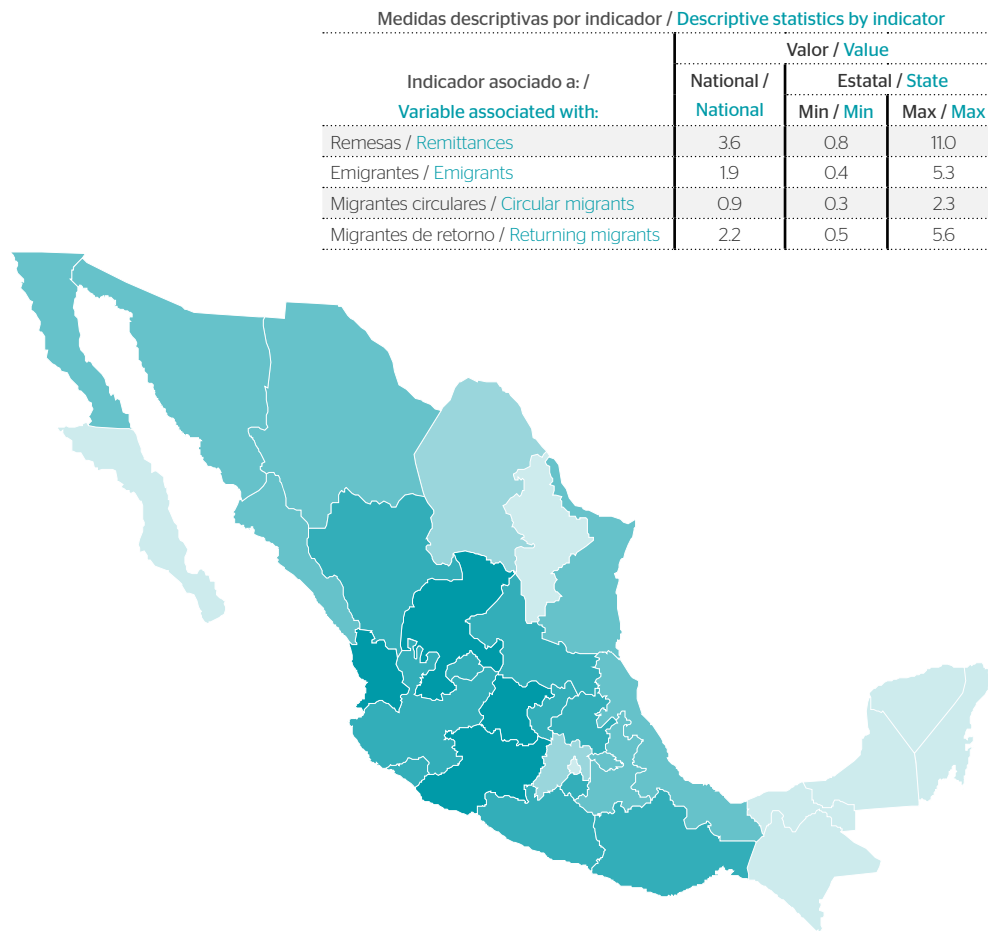 Medidas descriptivas por indicador / Descriptive statistics by indicator
Valor / Value
Indicador asociado a: /
Variable associated with:
National /
National
Estatal / State
Min / Min Max / Max
Remesas / Remittances 3.6 0.8 11.0
Emigrantes / Emigrants 1.9 0.4 5.3
Migrantes circulares / Circular migrants 0.9 0.3 2.3
Migrantes de retorno / Returning migrants 2.2 0.5 5.6